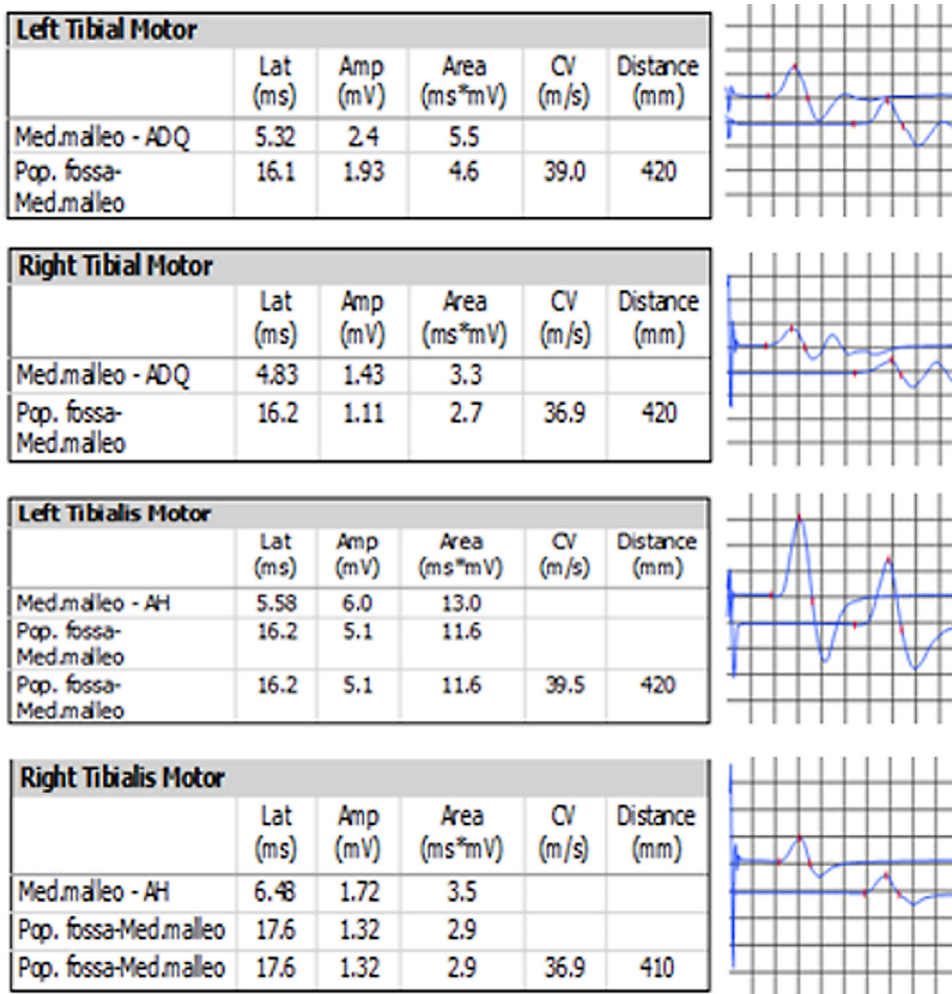 Left Tibial Motor
Lat Amp Area CV Distance
(ms) (mV) (ms*mV) (m/s) (mm)
Med.malleo - ADQ 5.32 2.4 5.5
Pop. fossa- 16.1 1.93 4.6 39.0 420
Med.malleo
Right Tibial Motor
Lat Amp Area CV Distance
(ms) (mV) (ms*mV) (m/s) (mm)
Med.malleo - ADQ 4.83 1.43 3.3
Pop. fossa- 16.2 1.11 2.7 36.9 420
Med.malleo
Left Tibialis Motor
Lat Amp Area CV Distance
(ms) (mV) (ms*mV) (m/s) (mm)
Med.malleo - AH 5.58 6.0 13.0
Pop. fossa- 16.2 5.1 11.6
Med.malleo
Pop. fossa- 16.2 5.1 11.6 39.5 420
Med.malleo
Right Tibialis Motor
Lat Amp Area CV Distance
(ms) (mV) (ms*mV) (m/s) (mm)
Med.malleo - AH 6.48 1.72 3.5
Pop. fossa-Med.malleo 17.6 1.32 2.9
Pop. fossa-Med.malleo 17.6 1.32 2.9 36.9 410